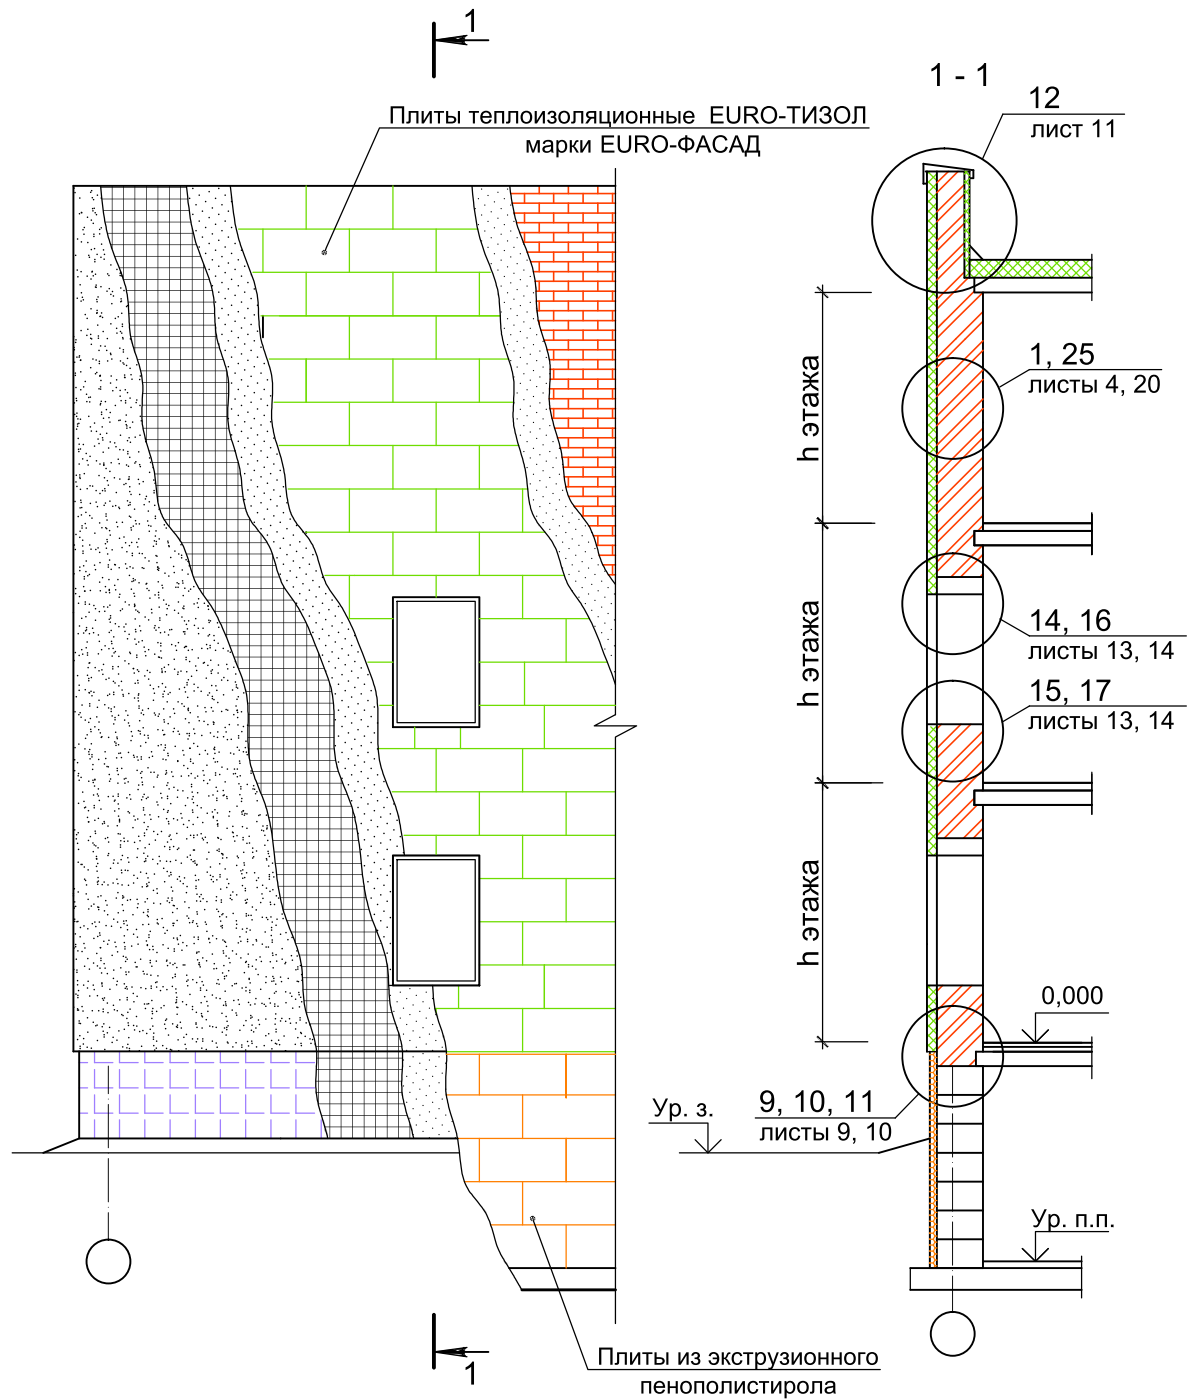 1
1 - 1
12
лист 11
Плиты теплоизоляционные EURO-ТИЗОЛ
марки EURO-ФАСАД
h этажа
1, 25
листы 4, 20
h этажа
14, 16
листы 13, 14
15, 17
листы 13, 14
h этажа
0,000
9, 10, 11
листы 9, 10
Ур. з.
Ур. п.п.
1
Плиты из экструзионного
пенополистирола